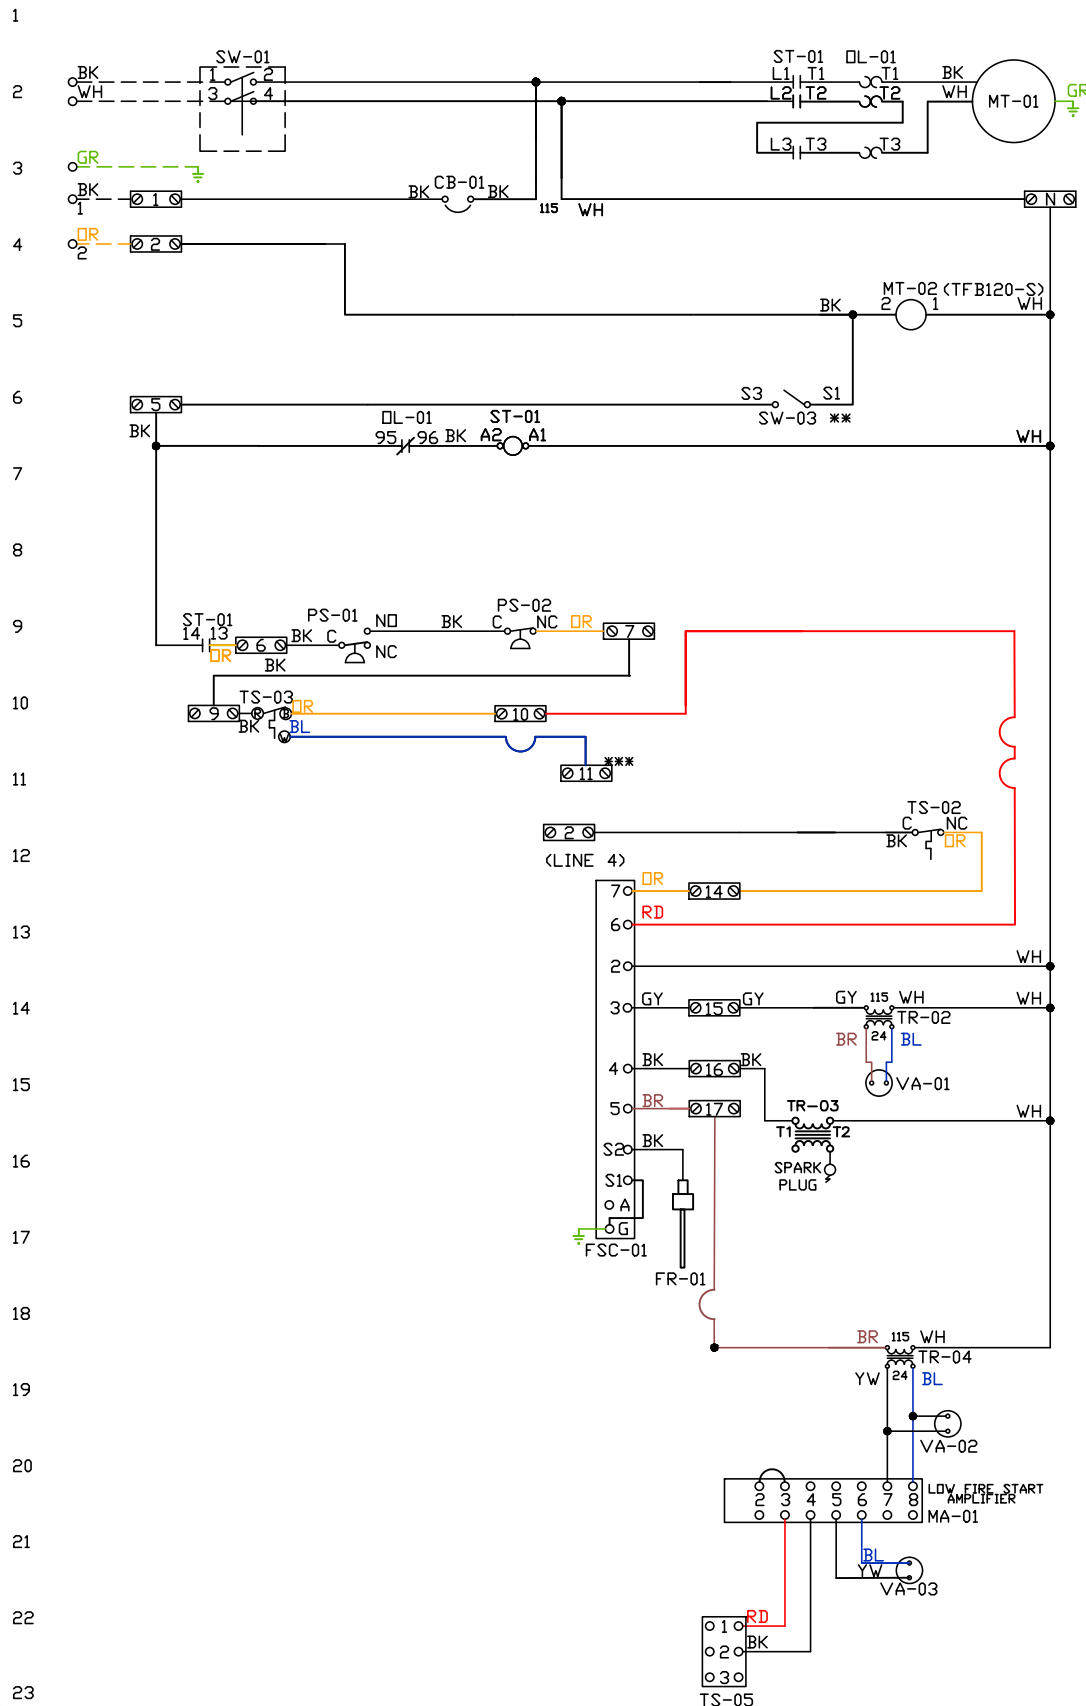 1
SW-01 ST-01 OL-01
BK 1 2 L1 T1 T1 BK
2 WH 3 4 L2 T2 T2 WH MT-01 GR
L3 T3 T3
3 GR
BK 1 1 BK CB-01 BK 115 WH N
4 OR 2 2
MT-02 (TFB120-S)
5 BK 2 1 WH
6 5 S3 S1
SW-03 **
BK OL-01 ST-01
95 96 BK A2 A1 WH
7
8
9 ST-01 PS-01 NO BK PS-02
14 13 OR 6 BK C NC C NC OR 7
BK
10 TS-03
9 BK R B OR 10
W BL
11 11 ***
TS-02
2 C NC
12 (LINE 4) BK OR
7 OR 14
13 6 RD
2 WH
14 3 GY 15 GY GY 115 WH WH
TR-02
BR 24 BL
15 4 BK 16 BK VA-01
5 BR 17 TR-03 WH
T1 T2
16 S2 BK
SPARK
PLUG
S1
A
17 G
FSC-01
FR-01
18
BR 115 WH
TR-04
19 YW 24 BL
VA-02
20
LOW FIRE START
AMPLIFIER
2 3 4 5 6 7 8
MA-01
21
BL
YW
VA-03
22
1 RD
2 BK
3
23 TS-05